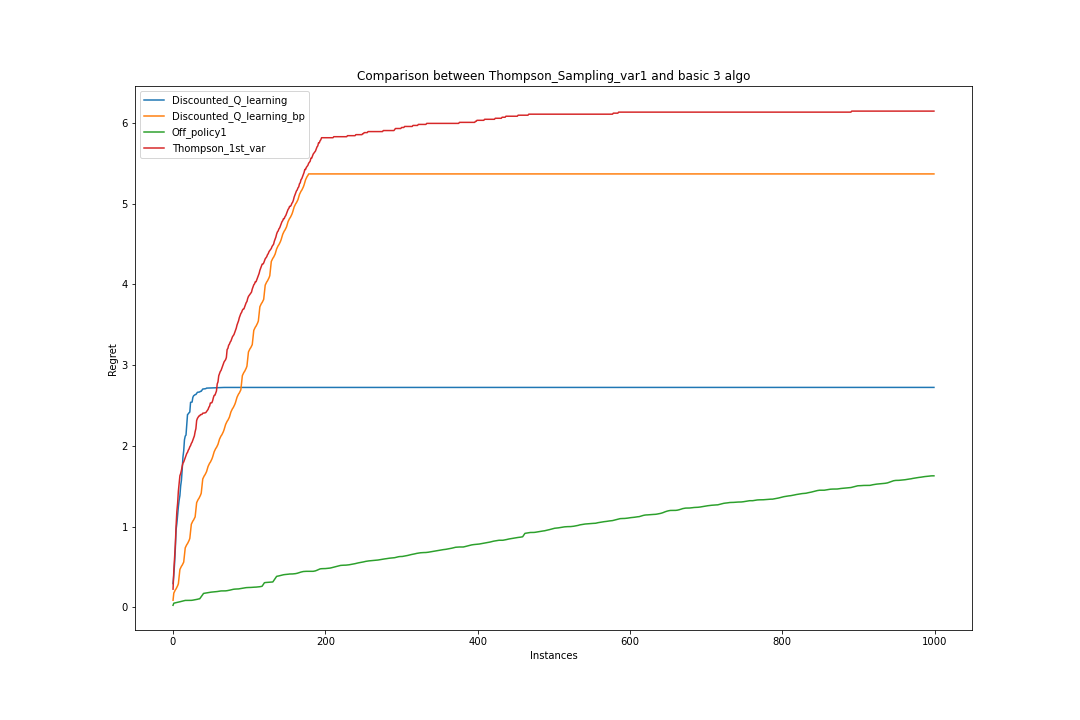 Comparison between Thompson_Sampling_var1 and basic 3 algo
Discounted_Q_learning
Discounted_Q_learning_bp
Off_policy1
Thompson_1st_var
6
5
4
3
2
1
0
Regret
0 200 400 600 800 1000
Instances